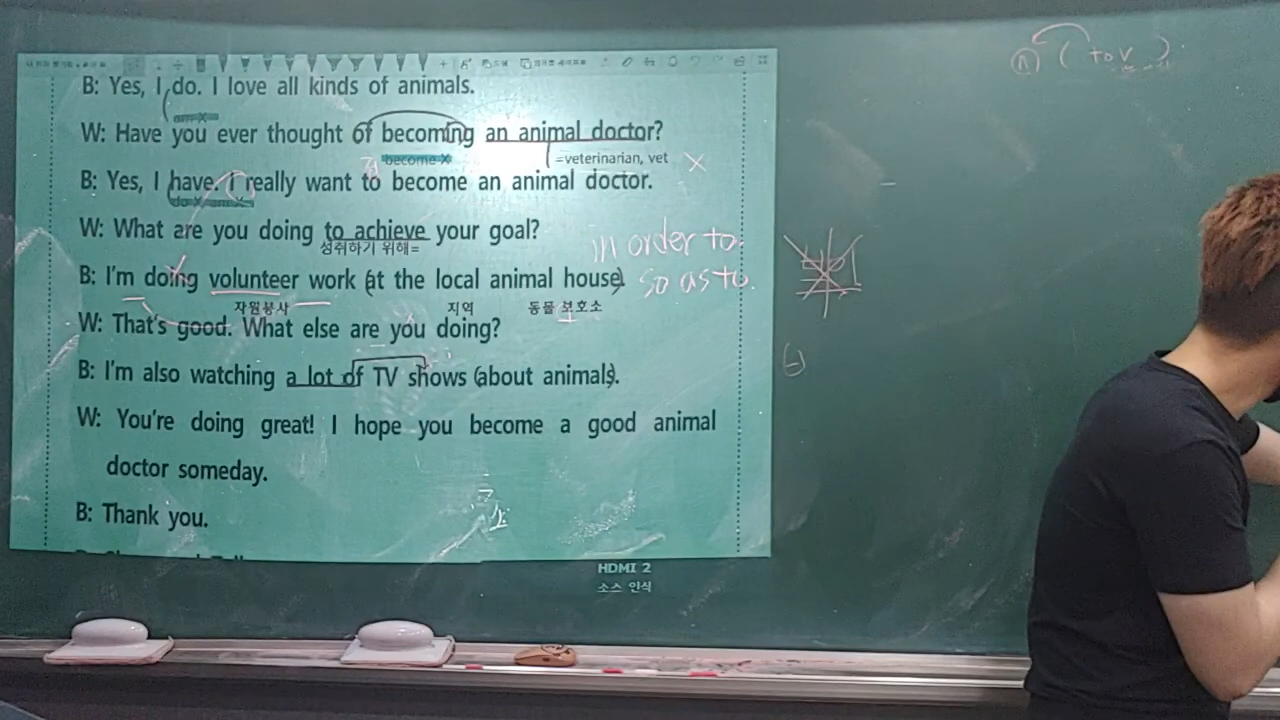 n ( to v )
B: Yes, I do. I love all kinds of animals.
am X
W: Have you ever thought of becoming an animal doctor?
become X
=veterinarian, vet
B: Yes, I have. I really want to become an animal doctor.
do X, am X
W: What are you doing to achieve your goal?
성취하기 위해=
in order to
B: I'm doing volunteer work (at the local animal house).
so as to.
자원봉사 지역 동물 보호소
W: That's good. What else are you doing?
B: I'm also watching a lot of TV shows (about animals).
W: You're doing great! I hope you become a good animal
doctor someday.
B: Thank you.
HDMI 2
소스 인식